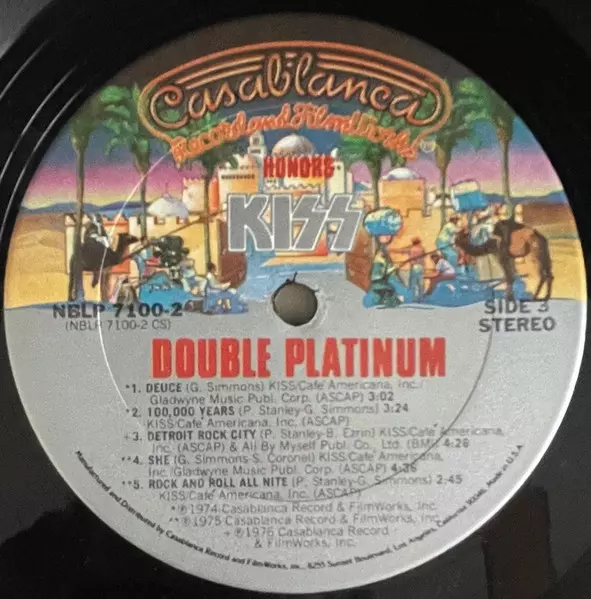 Casablanca
Record and FilmWorks
HONORS
KISS
NBLP 7100-2
(NBLP 7100-2 CS)
SIDE 3
STEREO
DOUBLE PLATINUM
*1. DEUCE (G. Simmons) KISS/Cafe Americana, Inc./
Gladwyne Music Publ. Corp. (ASCAP) 3:02
*2. 100,000 YEARS (P. Stanley-G. Simmons) 3:24
KISS/Cafe Americana, Inc. (ASCAP)
+3. DETROIT ROCK CITY (P. Stanley-B. Ezrin) KISS/Cafe Americana,
Inc. (ASCAP) & All By Myself Publ. Co., Ltd. (BMI)
**4. SHE (G. Simmons-S. Coronel) KISS/Cafe Americana,
Inc./Gladwyne Music Publ. Corp. (ASCAP)
**5. ROCK AND ROLL ALL NITE (P. Stanley-G. Simmons) 2:45
KISS/Cafe Americana, Inc. (ASCAP)
*℗1974 Casablanca Record & FilmWorks, Inc.
**℗1975 Casablanca Record & FilmWorks, Inc.
+℗1976 Casablanca Record
& FilmWorks, Inc.
Manufactured and Distributed by Casablanca Record and FilmWorks, Inc., 8255 Sunset Boulevard, Los Angeles, California 90046, Made in U.S.A.